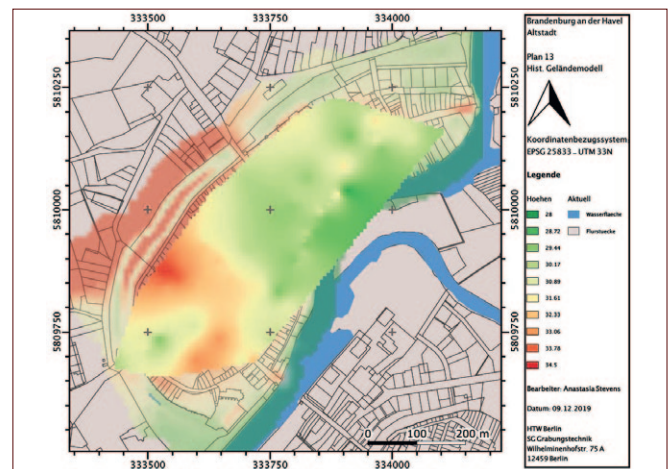 333500 333750 334000
5810250
5810000
5809750
333500 333750 334000
0 100 200 m
Brandenburg an der Havel
Altstadt
Plan 13
Hist. Geländemodell
Koordinatenbezugssystem
EPSG 25833 - UTM 33N
Legende
Hoehen Aktuell
28 Wasserflaeche
28.72 Flurstuecke
29.44
30.17
30.89
31.61
32.33
33.06
33.78
34.5
Bearbeiter: Anastasia Stevens
Datum: 09.12 2019
HTW Berlin
SG Grabungstechnik
Wilhelminenhofstr. 75 A
12459 Berlin